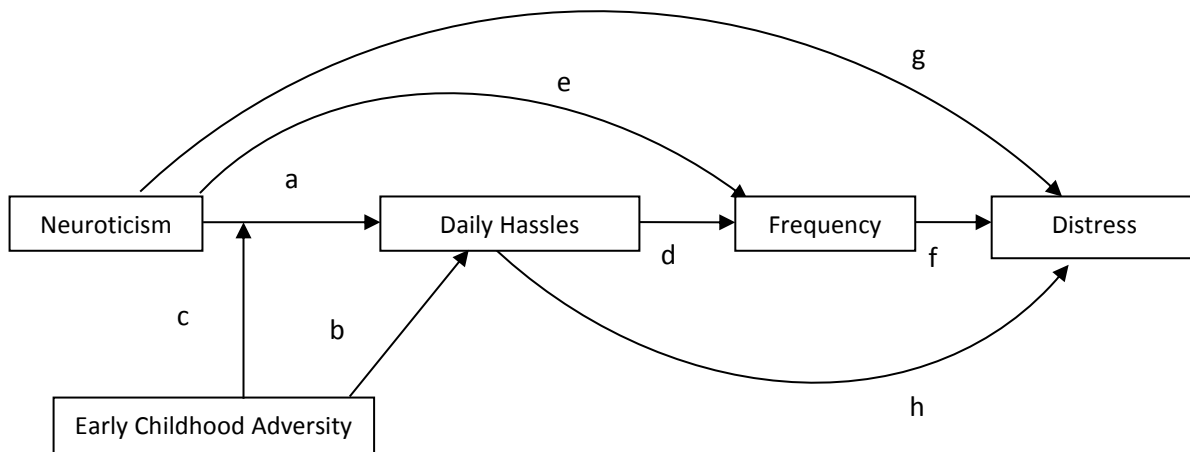 g
e
a
Neuroticism
Daily Hassles
Frequency
Distress
d
f
c
b
h
Early Childhood Adversity